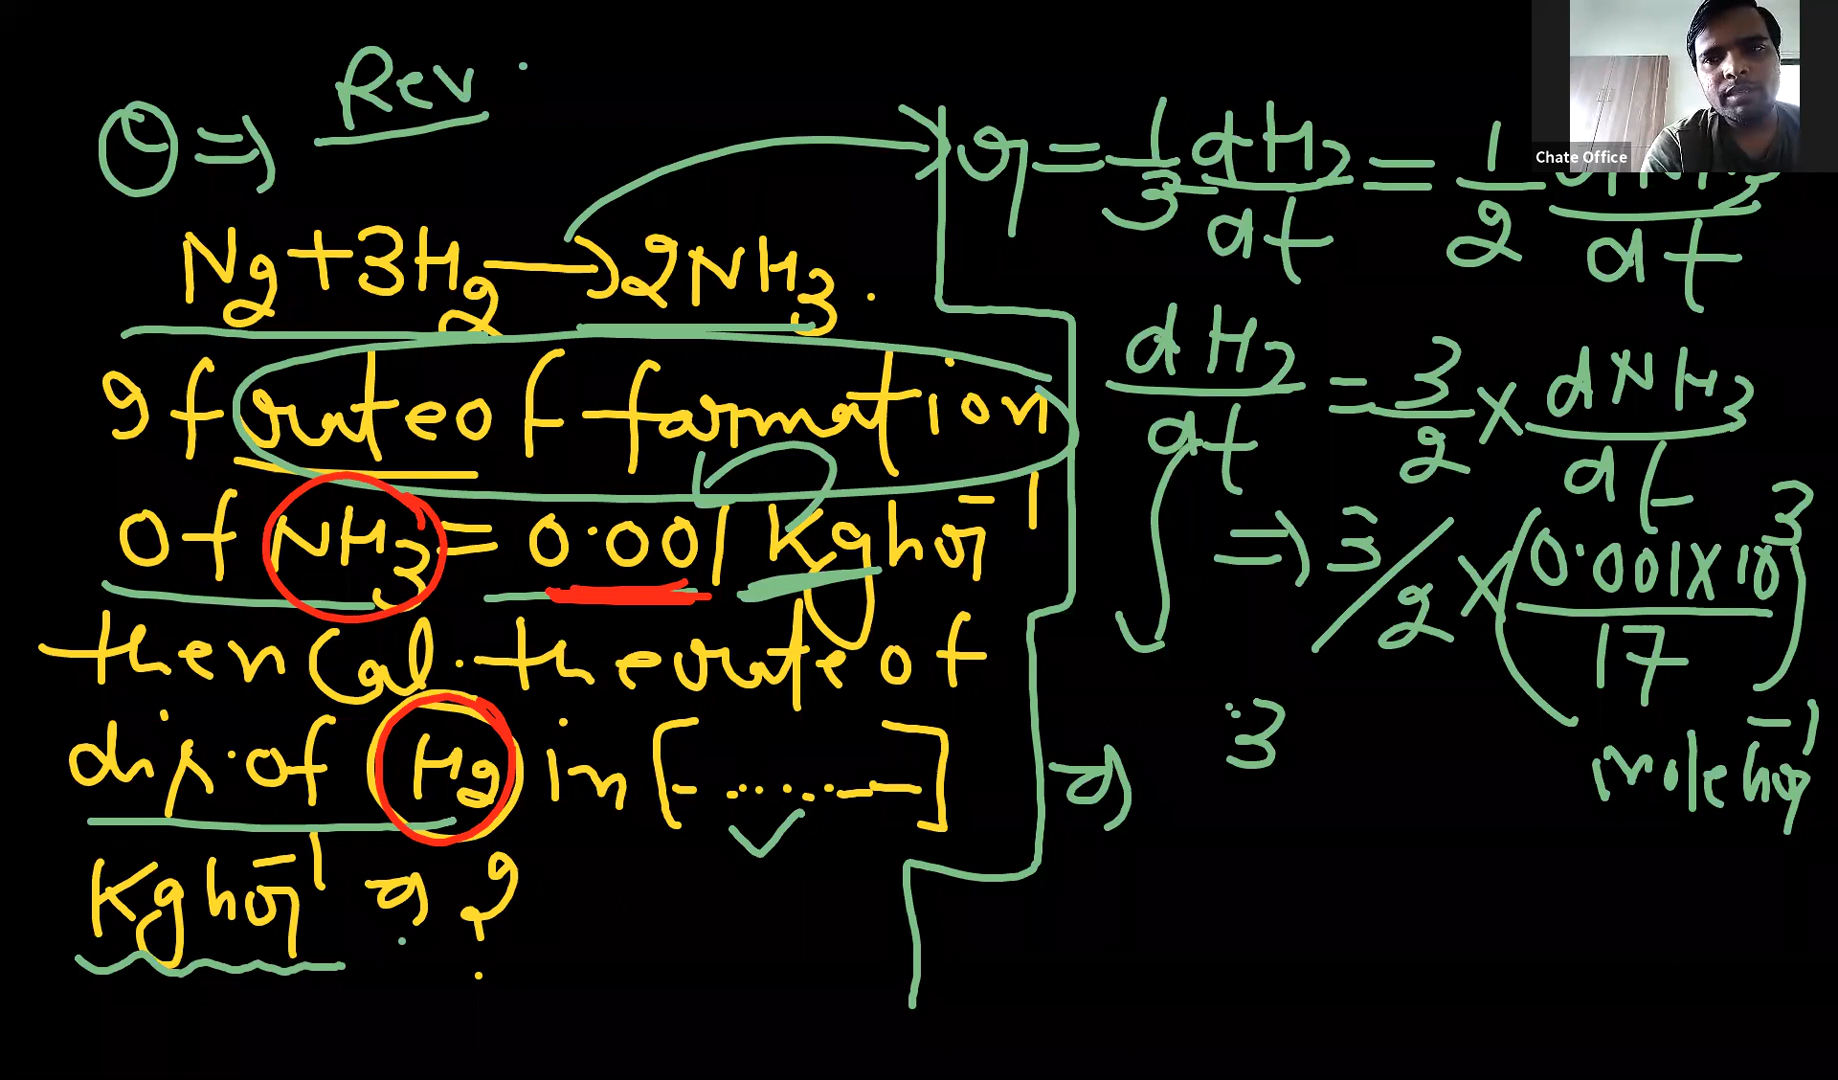 Q ⇒ Rev.
N2 + 3H2 → 2NH3.
If rate of formation
of NH3 = 0.001 Kg hr⁻¹
then Cal. the rate of
dis. of H2 in [- ...... -]
Kg hr⁻¹ ⇒ ?
r = 1/3 dH2/dt = 1/2 dNH3/dt
dH2/dt = 3/2 × dNH3/dt
⇒ 3/2 × (0.001 × 10³/17)
mole hr⁻¹
⇒ 3
Chate Office